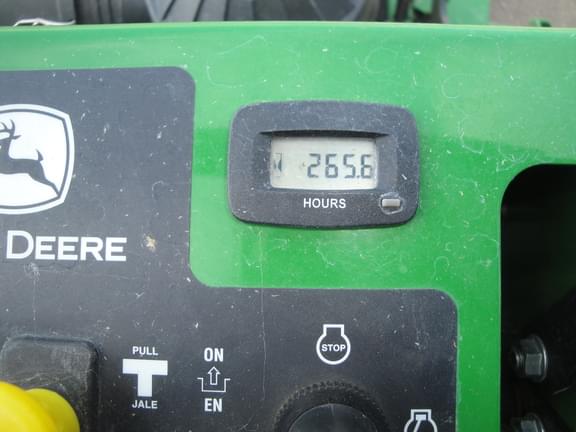 265.6
HOURS
DEERE
PULL
JALE
ON
EN
STOP